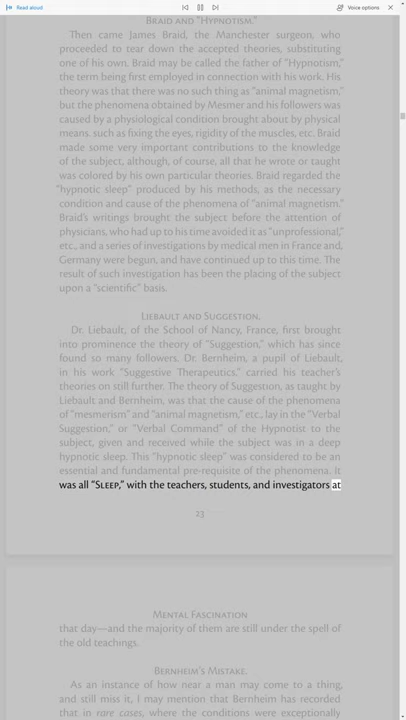 Read aloud
Voice options
BRAID AND "HYPNOTISM."
Then came James Braid, the Manchester surgeon, who
proceeded to tear down the accepted theories, substituting
one of his own. Braid may be called the father of "Hypnotism,"
the term being first employed in connection with his work. His
theory was that there was no such thing as "animal magnetism,"
but the phenomena obtained by Mesmer and his followers was
caused by a physiological condition brought about by physical
means. such as fixing the eyes, rigidity of the muscles, etc. Braid
made some very important contributions to the knowledge
of the subject, although, of course, all that he wrote or taught
was colored by his own particular theories. Braid regarded the
"hypnotic sleep" produced by his methods, as the necessary
condition and cause of the phenomena of "animal magnetism."
Braid's writings brought the subject before the attention of
physicians, who had up to his time avoided it as "unprofessional,"
etc., and a series of investigations by medical men in France and,
Germany were begun, and have continued up to this time. The
result of such investigation has been the placing of the subject
upon a "scientific" basis.
LIEBAULT AND SUGGESTION.
Dr. Liebault, of the School of Nancy, France, first brought
into prominence the theory of "Suggestion," which has since
found so many followers. Dr. Bernheim, a pupil of Liebault,
in his work "Suggestive Therapeutics," carried his teacher's
theories on still further. The theory of Suggestion, as taught by
Liebault and Bernheim, was that the cause of the phenomena
of "mesmerism" and "animal magnetism," etc., lay in the "Verbal
Suggestion," or "Verbal Command" of the Hypnotist to the
subject, given and received while the subject was in a deep
hypnotic sleep. This "hypnotic sleep" was considered to be an
essential and fundamental pre-requisite of the phenomena. It
was all "SLEEP," with the teachers, students, and investigators at
23
MENTAL FASCINATION
that day—and the majority of them are still under the spell of
the old teachings.
BERNHEIM'S MISTAKE.
As an instance of how near a man may come to a thing,
and still miss it, I may mention that Bernheim has recorded
that in rare cases, where the conditions were exceptionally